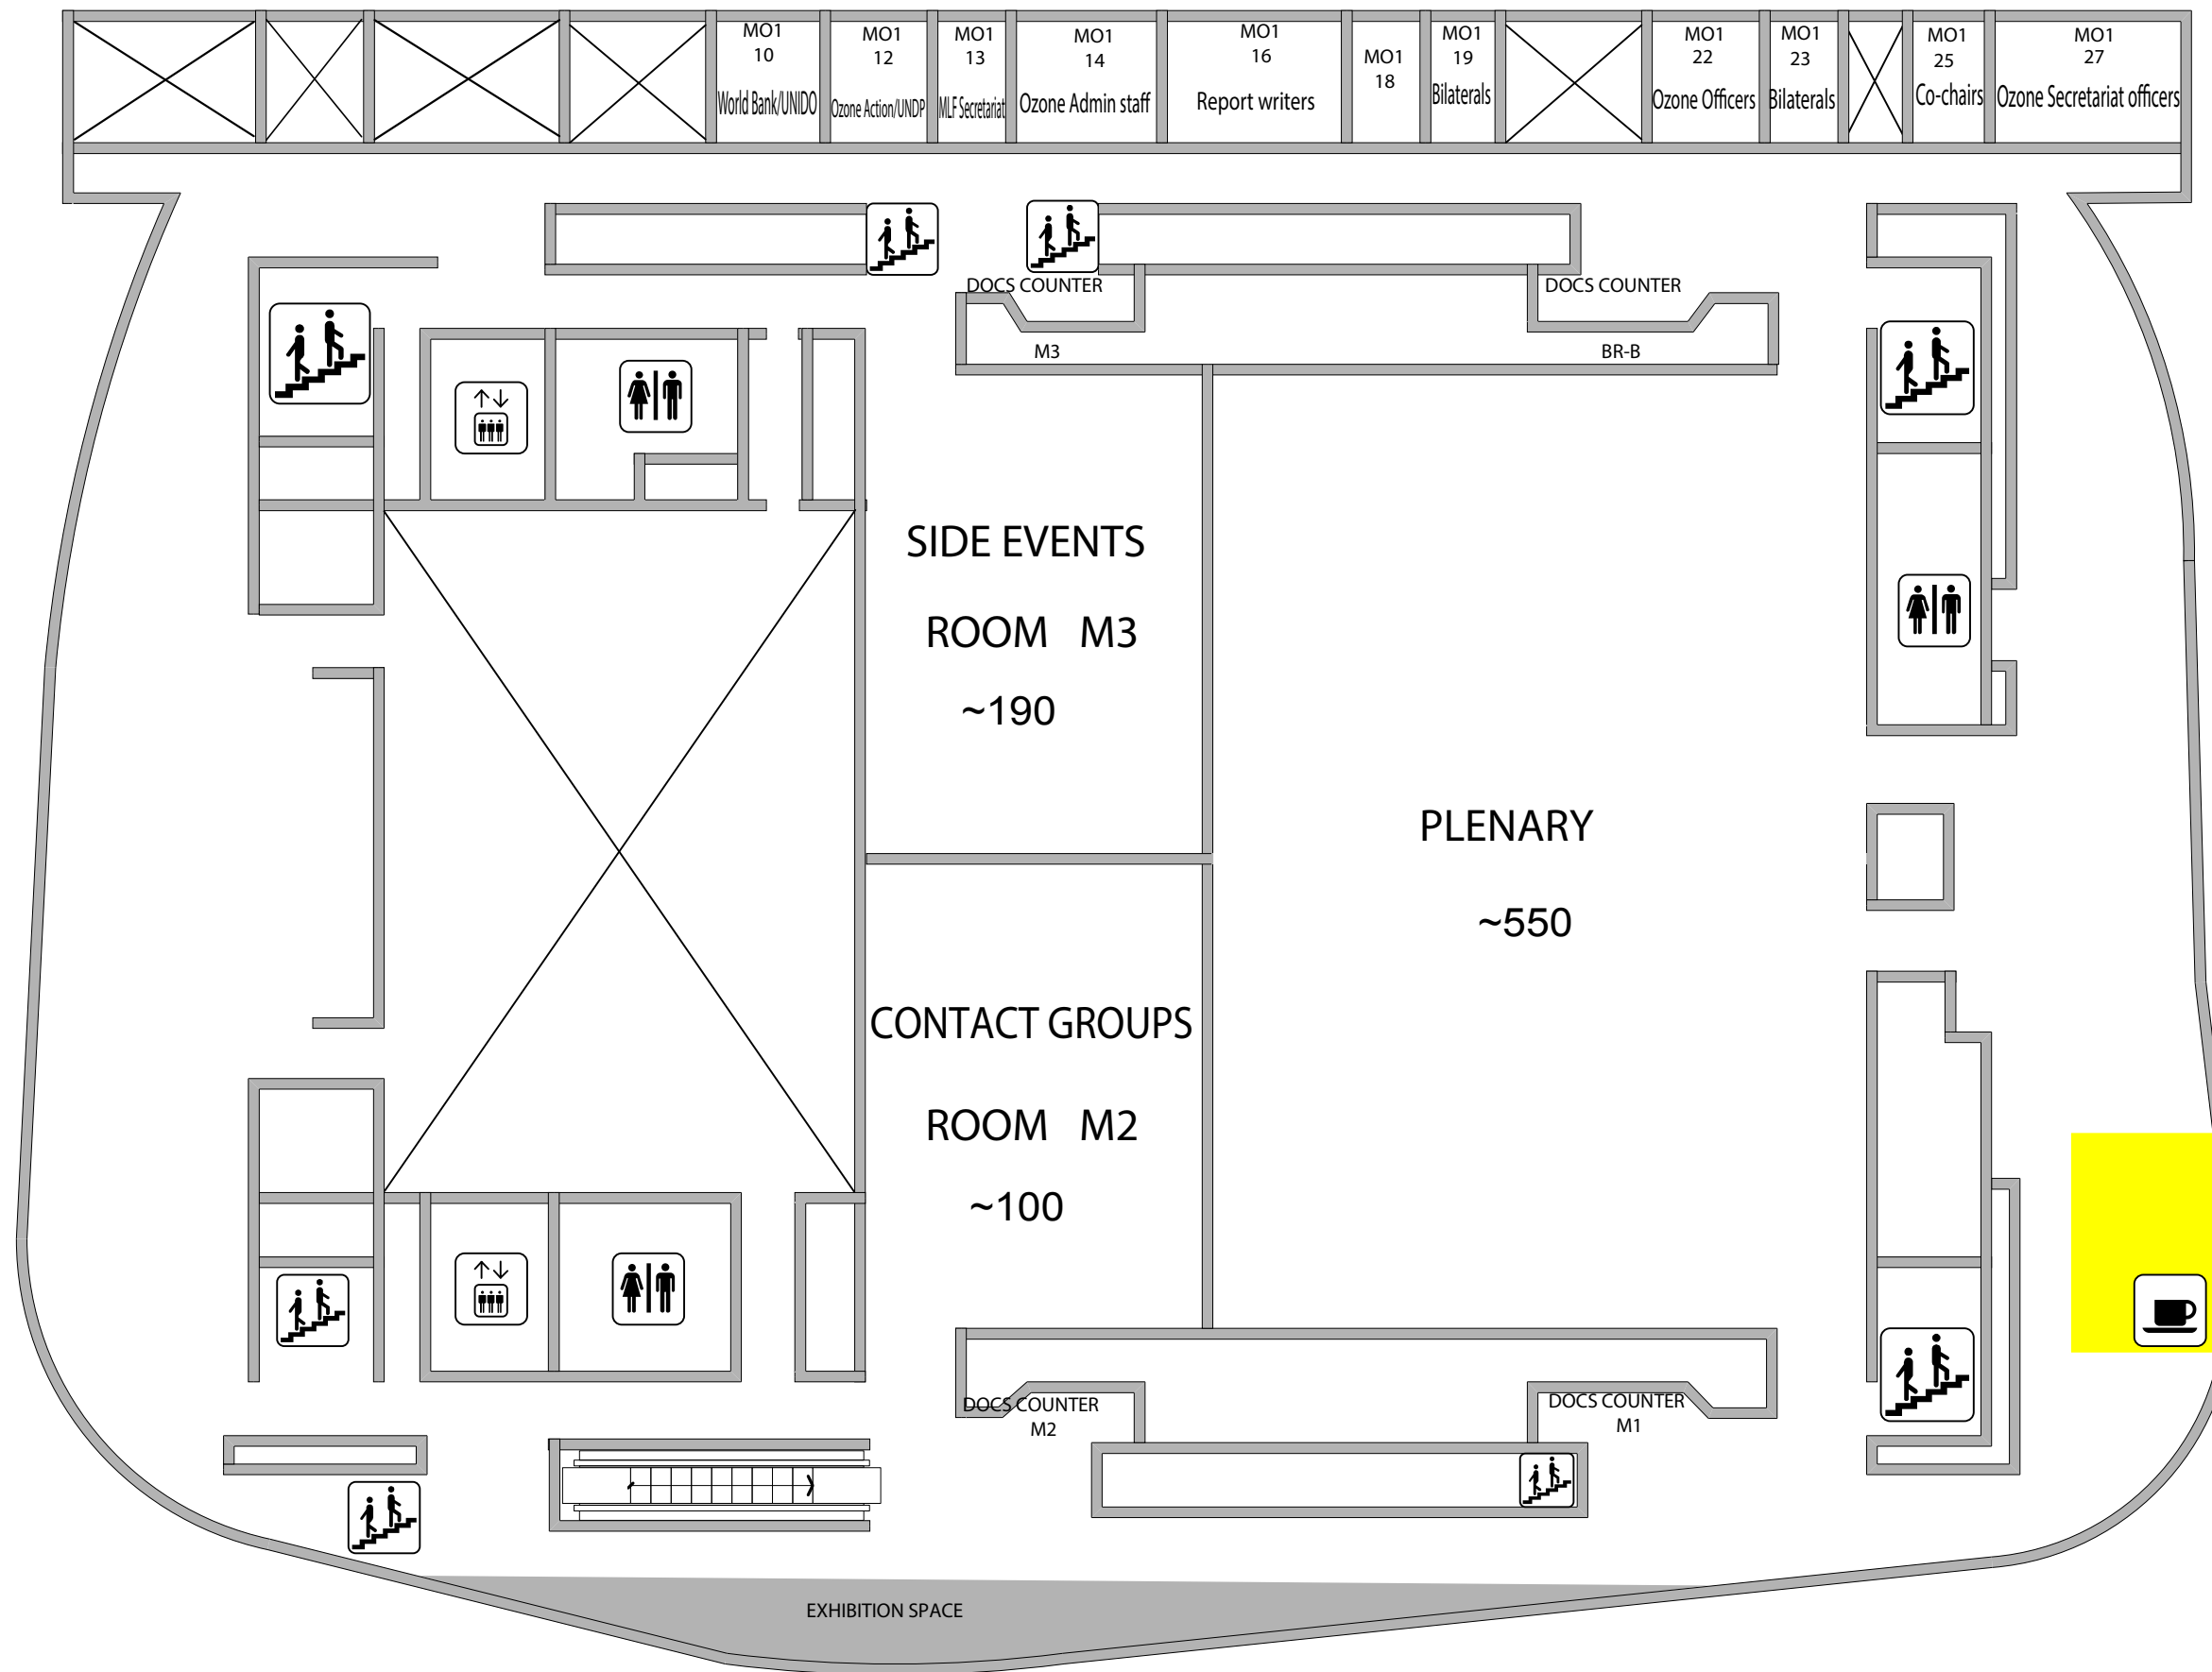 MO1
10
World Bank/UNIDO
MO1
12
Ozone Action/UNDP
MO1
13
MLF Secretariat
MO1
14
Ozone Admin staff
MO1
16
Report writers
MO1
18
MO1
19
Bilaterals
MO1
22
Ozone Officers
MO1
23
Bilaterals
MO1
25
Co-chairs
MO1
27
Ozone Secretariat officers
DOCS COUNTER
M3
DOCS COUNTER
BR-B
SIDE EVENTS
ROOM M3
~190
PLENARY
~550
CONTACT GROUPS
ROOM M2
~100
DOCS COUNTER
M2
DOCS COUNTER
M1
EXHIBITION SPACE